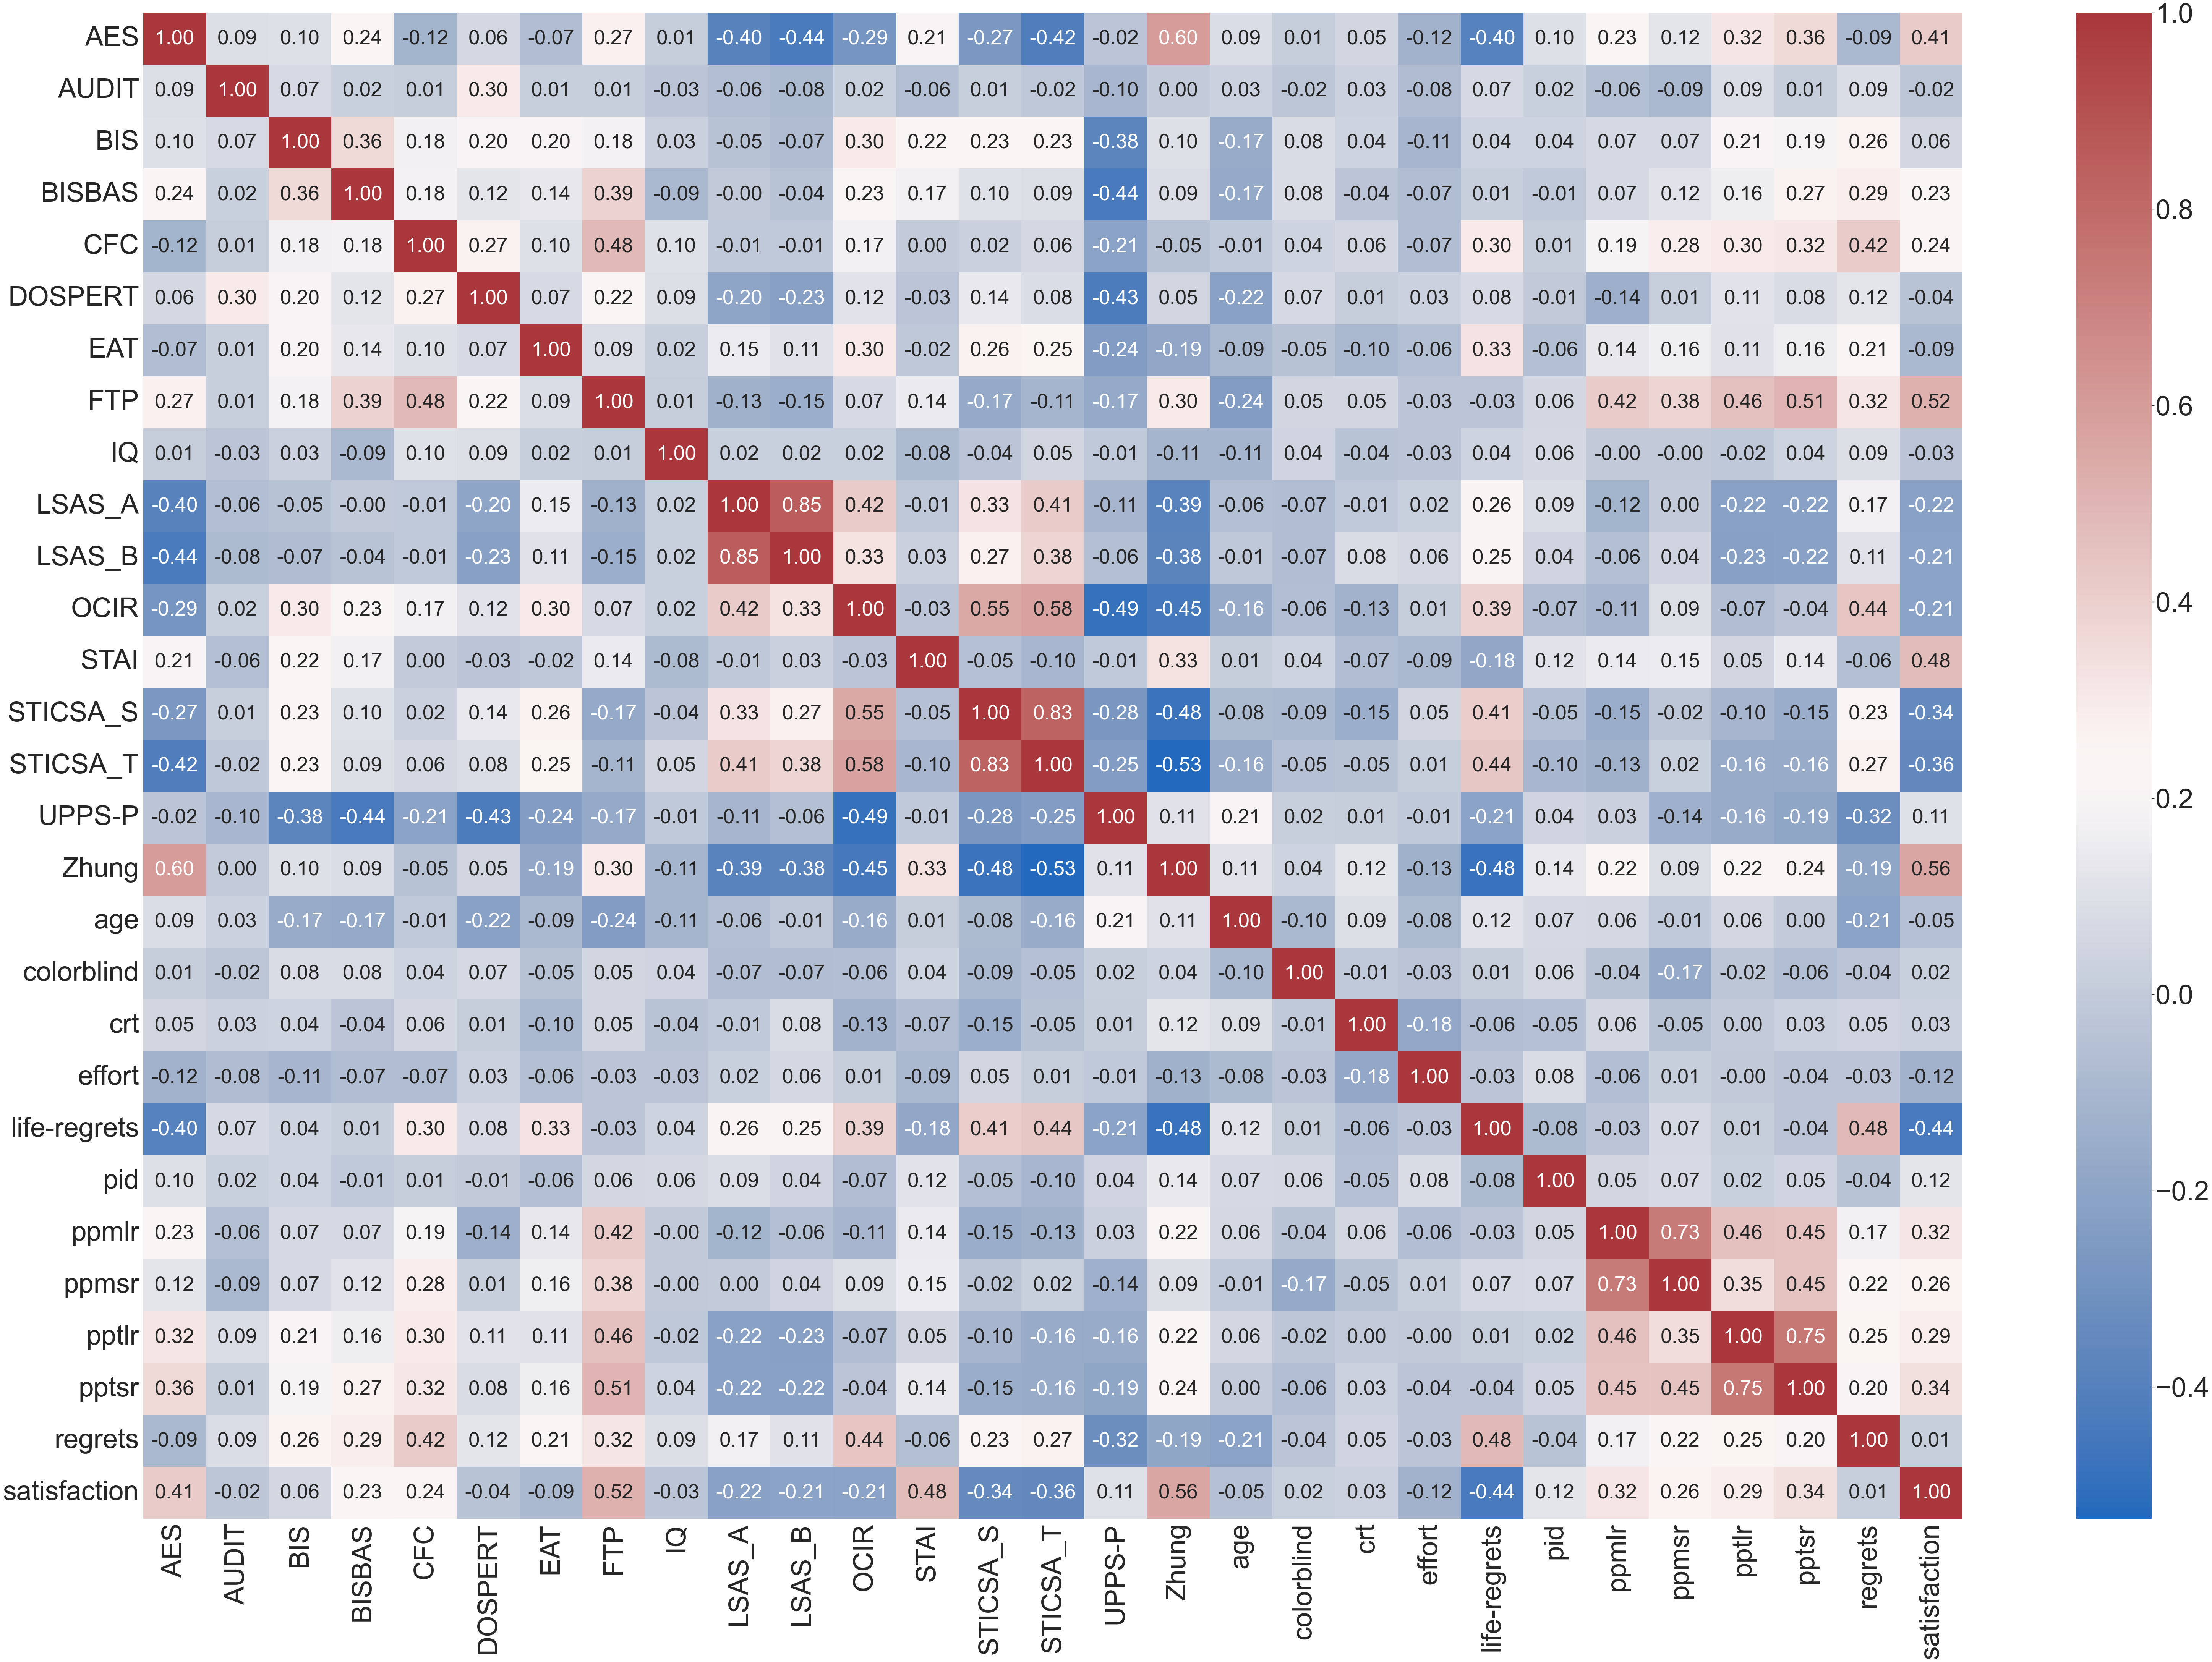 AES 1.00 0.09 0.10 0.24 -0.12 0.06 -0.07 0.27 0.01 -0.40 -0.44 -0.29 0.21 -0.27 -0.42 -0.02 0.60 0.09 0.01 0.05 -0.12 -0.40 0.10 0.23 0.12 0.32 0.36 -0.09 0.41
AUDIT 0.09 1.00 0.07 0.02 0.01 0.30 0.01 0.01 -0.03 -0.06 -0.08 0.02 -0.06 0.01 -0.02 -0.10 0.00 0.03 -0.02 0.03 -0.08 0.07 0.02 -0.06 -0.09 0.09 0.01 0.09 -0.02
BIS 0.10 0.07 1.00 0.36 0.18 0.20 0.20 0.18 0.03 -0.05 -0.07 0.30 0.22 0.23 0.23 -0.38 0.10 -0.17 0.08 0.04 -0.11 0.04 0.04 0.07 0.07 0.21 0.19 0.26 0.06
BISBAS 0.24 0.02 0.36 1.00 0.18 0.12 0.14 0.39 -0.09 -0.00 -0.04 0.23 0.17 0.10 0.09 -0.44 0.09 -0.17 0.08 -0.04 -0.07 0.01 -0.01 0.07 0.12 0.16 0.27 0.29 0.23
CFC -0.12 0.01 0.18 0.18 1.00 0.27 0.10 0.48 0.10 -0.01 -0.01 0.17 0.00 0.02 0.06 -0.21 -0.05 -0.01 0.04 0.06 -0.07 0.30 0.01 0.19 0.28 0.30 0.32 0.42 0.24
DOSPERT 0.06 0.30 0.20 0.12 0.27 1.00 0.07 0.22 0.09 -0.20 -0.23 0.12 -0.03 0.14 0.08 -0.43 0.05 -0.22 0.07 0.01 0.03 0.08 -0.01 -0.14 0.01 0.11 0.08 0.12 -0.04
EAT -0.07 0.01 0.20 0.14 0.10 0.07 1.00 0.09 0.02 0.15 0.11 0.30 -0.02 0.26 0.25 -0.24 -0.19 -0.09 -0.05 -0.10 -0.06 0.33 -0.06 0.14 0.16 0.11 0.16 0.21 -0.09
FTP 0.27 0.01 0.18 0.39 0.48 0.22 0.09 1.00 0.01 -0.13 -0.15 0.07 0.14 -0.17 -0.11 -0.17 0.30 -0.24 0.05 0.05 -0.03 -0.03 0.06 0.42 0.38 0.46 0.51 0.32 0.52
IQ 0.01 -0.03 0.03 -0.09 0.10 0.09 0.02 0.01 1.00 0.02 0.02 0.02 -0.08 -0.04 0.05 -0.01 -0.11 -0.11 0.04 -0.04 -0.03 0.04 0.06 -0.00 -0.00 -0.02 0.04 0.09 -0.03
LSAS_A -0.40 -0.06 -0.05 -0.00 -0.01 -0.20 0.15 -0.13 0.02 1.00 0.85 0.42 -0.01 0.33 0.41 -0.11 -0.39 -0.06 -0.07 -0.01 0.02 0.26 0.09 -0.12 0.00 -0.22 -0.22 0.17 -0.22
LSAS_B -0.44 -0.08 -0.07 -0.04 -0.01 -0.23 0.11 -0.15 0.02 0.85 1.00 0.33 0.03 0.27 0.38 -0.06 -0.38 -0.01 -0.07 0.08 0.06 0.25 0.04 -0.06 0.04 -0.23 -0.22 0.11 -0.21
OCIR -0.29 0.02 0.30 0.23 0.17 0.12 0.30 0.07 0.02 0.42 0.33 1.00 -0.03 0.55 0.58 -0.49 -0.45 -0.16 -0.06 -0.13 0.01 0.39 -0.07 -0.11 0.09 -0.07 -0.04 0.44 -0.21
STAI 0.21 -0.06 0.22 0.17 0.00 -0.03 -0.02 0.14 -0.08 -0.01 0.03 -0.03 1.00 -0.05 -0.10 -0.01 0.33 0.01 0.04 -0.07 -0.09 -0.18 0.12 0.14 0.15 0.05 0.14 -0.06 0.48
STICSA_S -0.27 0.01 0.23 0.10 0.02 0.14 0.26 -0.17 -0.04 0.33 0.27 0.55 -0.05 1.00 0.83 -0.28 -0.48 -0.08 -0.09 -0.15 0.05 0.41 -0.05 -0.15 -0.02 -0.10 -0.15 0.23 -0.34
STICSA_T -0.42 -0.02 0.23 0.09 0.06 0.08 0.25 -0.11 0.05 0.41 0.38 0.58 -0.10 0.83 1.00 -0.25 -0.53 -0.16 -0.05 -0.05 0.01 0.44 -0.10 -0.13 0.02 -0.16 -0.16 0.27 -0.36
UPPS-P -0.02 -0.10 -0.38 -0.44 -0.21 -0.43 -0.24 -0.17 -0.01 -0.11 -0.06 -0.49 -0.01 -0.28 -0.25 1.00 0.11 0.21 0.02 0.01 -0.01 -0.21 0.04 0.03 -0.14 -0.16 -0.19 -0.32 0.11
Zhung 0.60 0.00 0.10 0.09 -0.05 0.05 -0.19 0.30 -0.11 -0.39 -0.38 -0.45 0.33 -0.48 -0.53 0.11 1.00 0.11 0.04 0.12 -0.13 -0.48 0.14 0.22 0.09 0.22 0.24 -0.19 0.56
age 0.09 0.03 -0.17 -0.17 -0.01 -0.22 -0.09 -0.24 -0.11 -0.06 -0.01 -0.16 0.01 -0.08 -0.16 0.21 0.11 1.00 -0.10 0.09 -0.08 0.12 0.07 0.06 -0.01 0.06 0.00 -0.21 -0.05
colorblind 0.01 -0.02 0.08 0.08 0.04 0.07 -0.05 0.05 0.04 -0.07 -0.07 -0.06 0.04 -0.09 -0.05 0.02 0.04 -0.10 1.00 -0.01 -0.03 0.01 0.06 -0.04 -0.17 -0.02 -0.06 -0.04 0.02
crt 0.05 0.03 0.04 -0.04 0.06 0.01 -0.10 0.05 -0.04 -0.01 0.08 -0.13 -0.07 -0.15 -0.05 0.01 0.12 0.09 -0.01 1.00 -0.18 -0.06 -0.05 0.06 -0.05 0.00 0.03 0.05 0.03
effort -0.12 -0.08 -0.11 -0.07 -0.07 0.03 -0.06 -0.03 -0.03 0.02 0.06 0.01 -0.09 0.05 0.01 -0.01 -0.13 -0.08 -0.03 -0.18 1.00 -0.03 0.08 -0.06 0.01 -0.00 -0.04 -0.03 -0.12
life-regrets -0.40 0.07 0.04 0.01 0.30 0.08 0.33 -0.03 0.04 0.26 0.25 0.39 -0.18 0.41 0.44 -0.21 -0.48 0.12 0.01 -0.06 -0.03 1.00 -0.08 -0.03 0.07 0.01 -0.04 0.48 -0.44
pid 0.10 0.02 0.04 -0.01 0.01 -0.01 -0.06 0.06 0.06 0.09 0.04 -0.07 0.12 -0.05 -0.10 0.04 0.14 0.07 0.06 -0.05 0.08 -0.08 1.00 0.05 0.07 0.02 0.05 -0.04 0.12
ppmlr 0.23 -0.06 0.07 0.07 0.19 -0.14 0.14 0.42 -0.00 -0.12 -0.06 -0.11 0.14 -0.15 -0.13 0.03 0.22 0.06 -0.04 0.06 -0.06 -0.03 0.05 1.00 0.73 0.46 0.45 0.17 0.32
ppmsr 0.12 -0.09 0.07 0.12 0.28 0.01 0.16 0.38 -0.00 0.00 0.04 0.09 0.15 -0.02 0.02 -0.14 0.09 -0.01 -0.17 -0.05 0.01 0.07 0.07 0.73 1.00 0.35 0.45 0.22 0.26
pptlr 0.32 0.09 0.21 0.16 0.30 0.11 0.11 0.46 -0.02 -0.22 -0.23 -0.07 0.05 -0.10 -0.16 -0.16 0.22 0.06 -0.02 0.00 -0.00 0.01 0.02 0.46 0.35 1.00 0.75 0.25 0.29
pptsr 0.36 0.01 0.19 0.27 0.32 0.08 0.16 0.51 0.04 -0.22 -0.22 -0.04 0.14 -0.15 -0.16 -0.19 0.24 0.00 -0.06 0.03 -0.04 -0.04 0.05 0.45 0.45 0.75 1.00 0.20 0.34
regrets -0.09 0.09 0.26 0.29 0.42 0.12 0.21 0.32 0.09 0.17 0.11 0.44 -0.06 0.23 0.27 -0.32 -0.19 -0.21 -0.04 0.05 -0.03 0.48 -0.04 0.17 0.22 0.25 0.20 1.00 0.01
satisfaction 0.41 -0.02 0.06 0.23 0.24 -0.04 -0.09 0.52 -0.03 -0.22 -0.21 -0.21 0.48 -0.34 -0.36 0.11 0.56 -0.05 0.02 0.03 -0.12 -0.44 0.12 0.32 0.26 0.29 0.34 0.01 1.00
AES AUDIT BIS BISBAS CFC DOSPERT EAT FTP IQ LSAS_A LSAS_B OCIR STAI STICSA_S STICSA_T UPPS-P Zhung age colorblind crt effort life-regrets pid ppmlr ppmsr pptlr pptsr regrets satisfaction
1.0
0.8
0.6
0.4
0.2
0.0
−0.2
−0.4